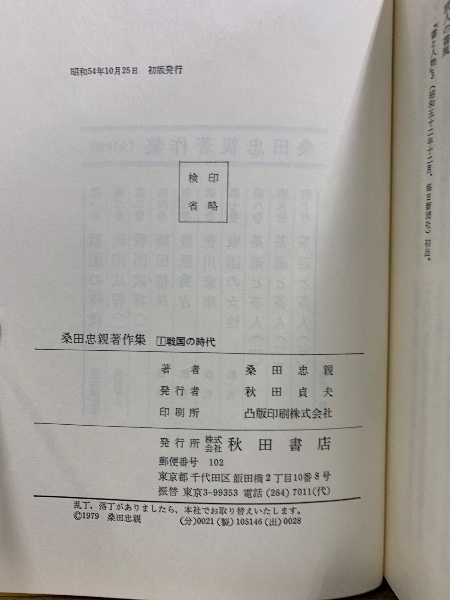 昭和54年10月25日 初版発行
検印
省略
桑田忠親著作集 1戦国の時代
著者 桑田忠親
発行者 秋田貞夫
印刷所 凸版印刷株式会社
発行所 株式会社 秋田書店
郵便番号 102
東京都千代田区飯田橋2丁目10番8号
振替 東京3-99353 電話(264)7011(代)
乱丁、落丁がありましたら、本社でお取り替えいたします。
©1979 桑田忠親 (分)0021(製)105146(出)0028